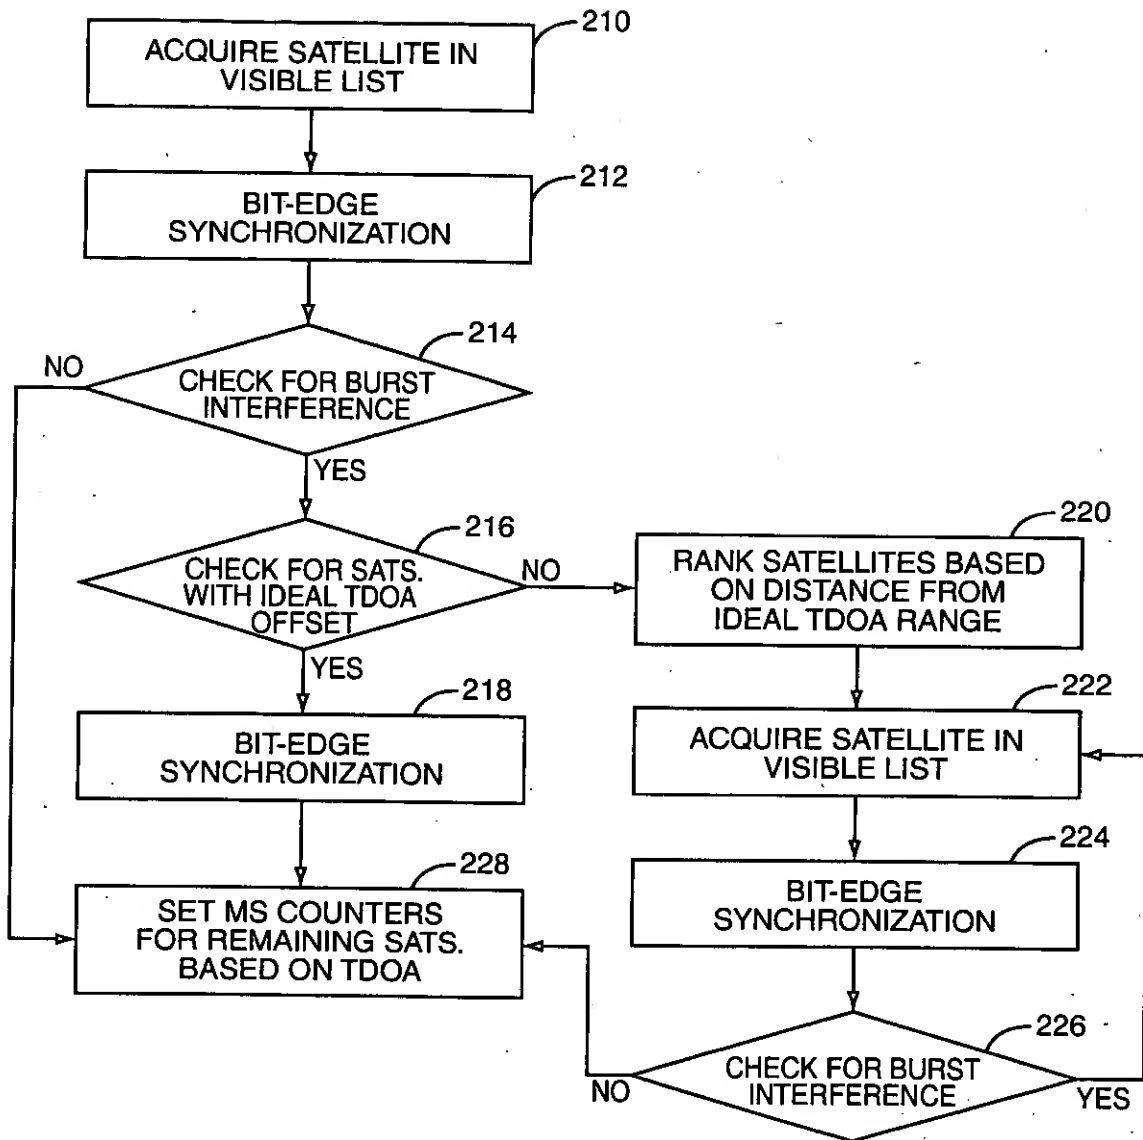 210
ACQUIRE SATELLITE IN
VISIBLE LIST
212
BIT-EDGE
SYNCHRONIZATION
214
NO
CHECK FOR BURST
INTERFERENCE
YES
216
CHECK FOR SATS.
WITH IDEAL TDOA
OFFSET
NO
YES
220
RANK SATELLITES BASED
ON DISTANCE FROM
IDEAL TDOA RANGE
218
BIT-EDGE
SYNCHRONIZATION
222
ACQUIRE SATELLITE IN
VISIBLE LIST
228
SET MS COUNTERS
FOR REMAINING SATS.
BASED ON TDOA
224
BIT-EDGE
SYNCHRONIZATION
226
CHECK FOR BURST
INTERFERENCE
NO
YES